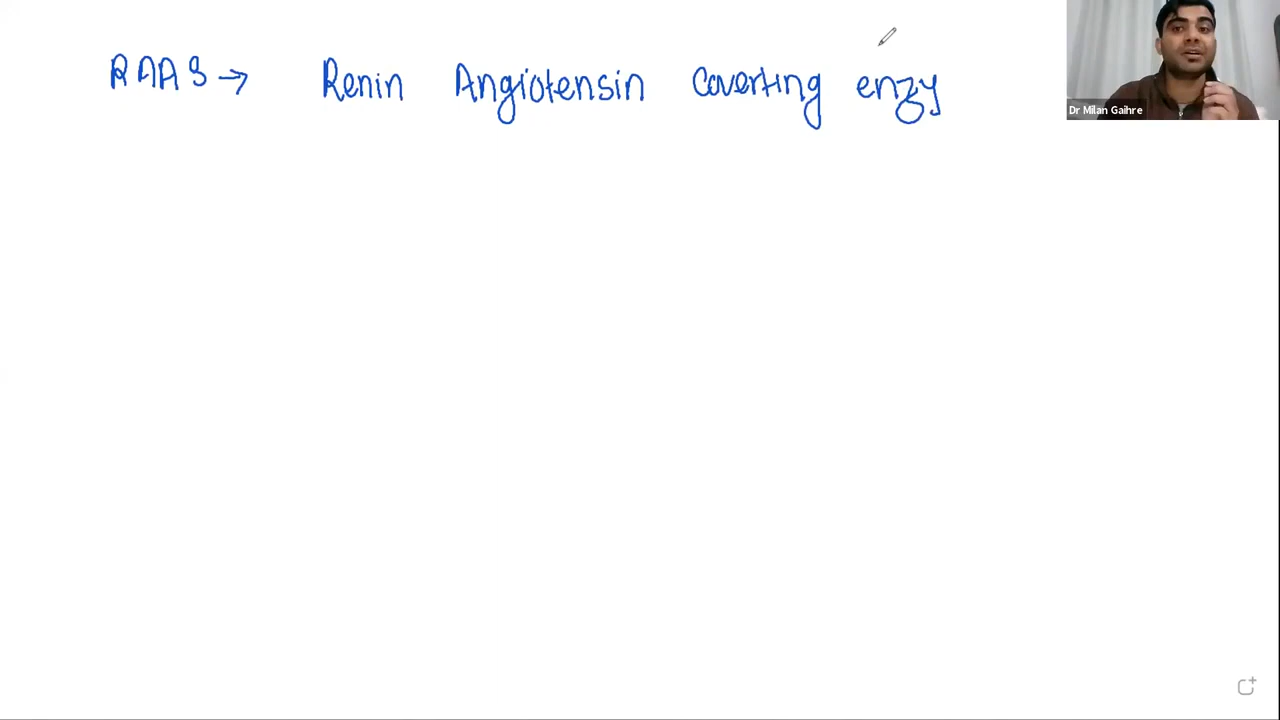 RAAS → Renin Angiotensin Coverting enzy
Dr Milan Gaihre